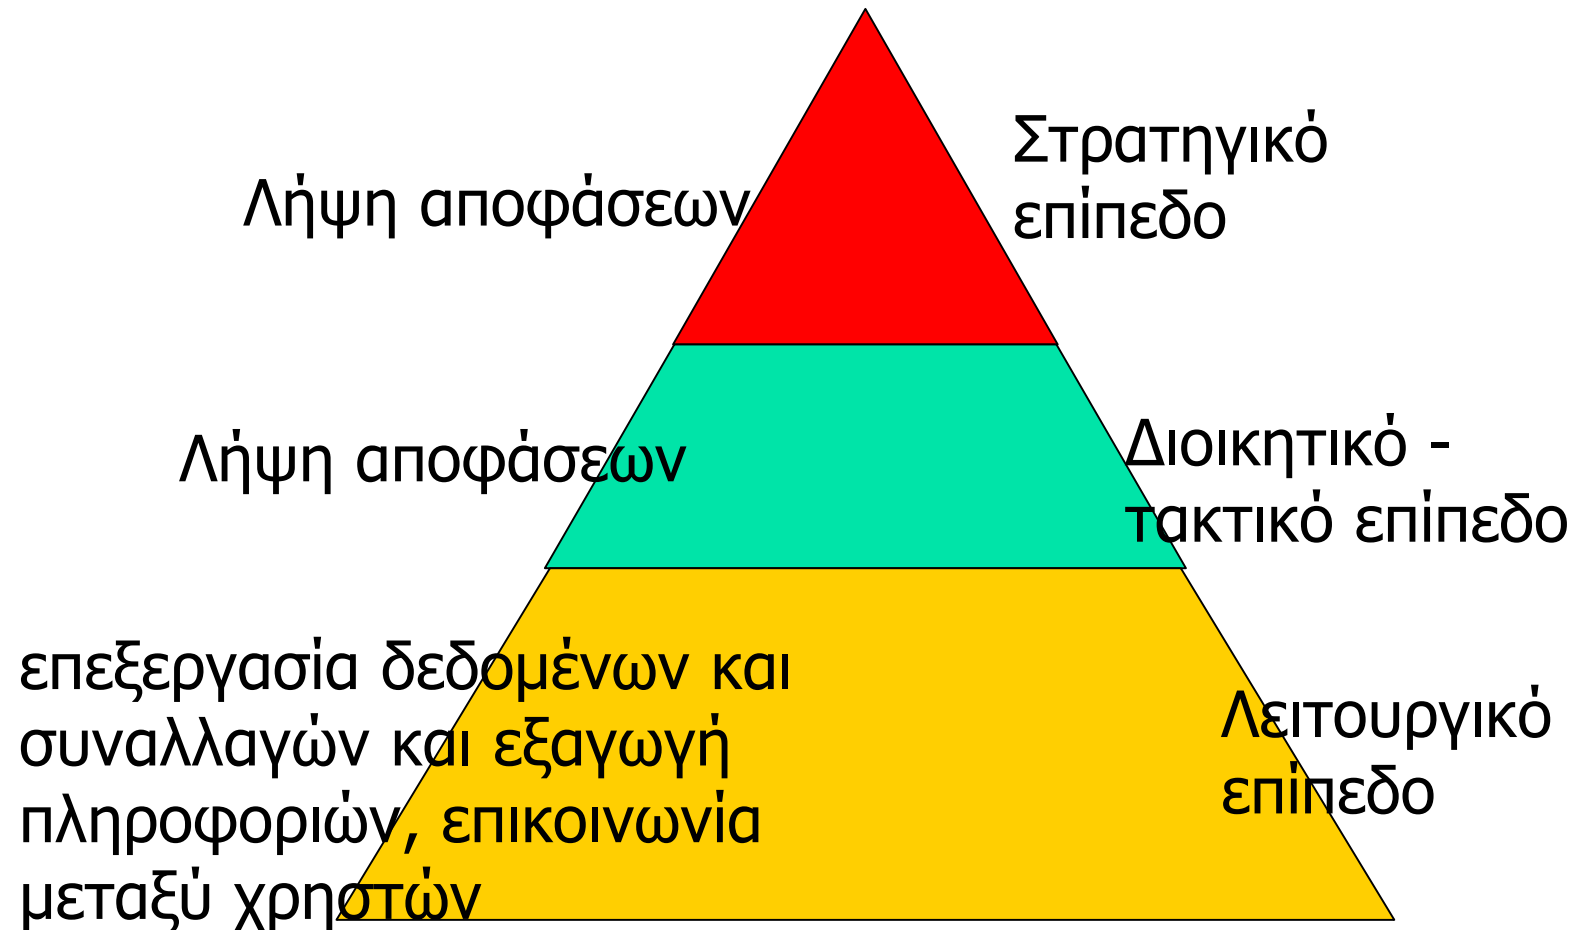 Στρατηγικό
επίπεδο
Λήψη αποφάσεων
Διοικητικό -
τακτικό επίπεδο
Λήψη αποφάσεων
Λειτουργικό
επίπεδο
επεξεργασία δεδομένων και
συναλλαγών και εξαγωγή
πληροφοριών, επικοινωνία
μεταξύ χρηστών